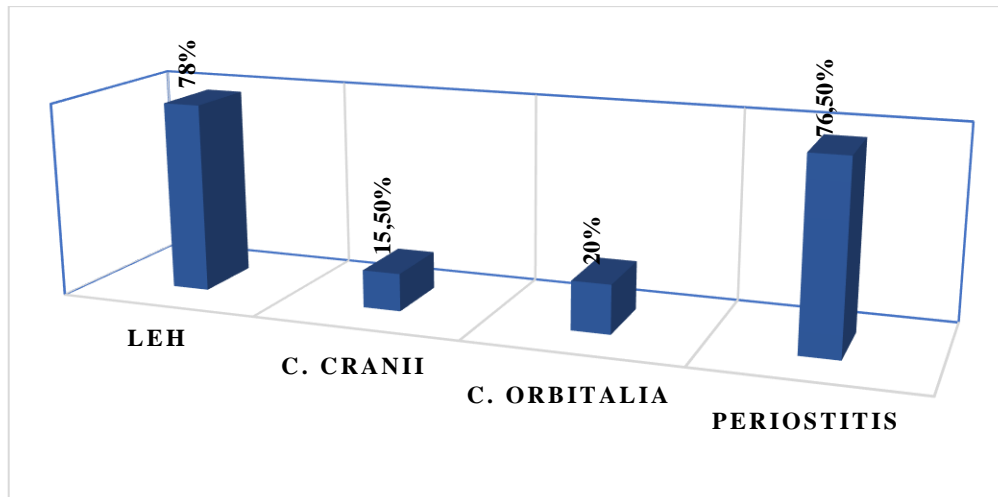 78%
15,50%
20%
76,50%
LEH
C. CRANII
C. ORBITALIA
PERIOSTITIS